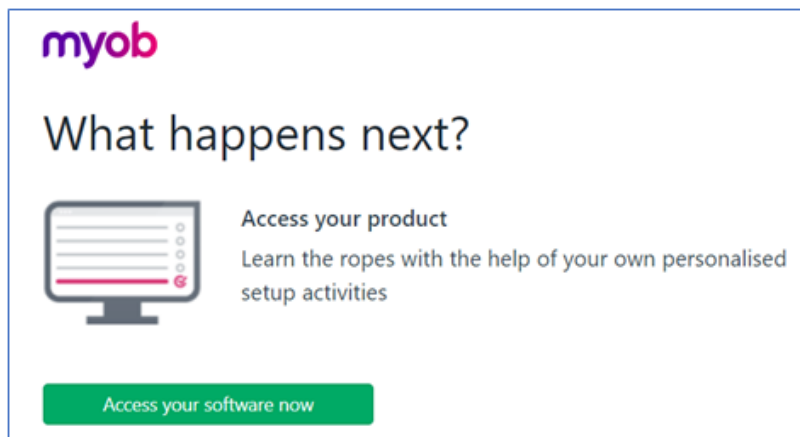 myob
What happens next?
Access your product
Learn the ropes with the help of your own personalised
setup activities
Access your software now